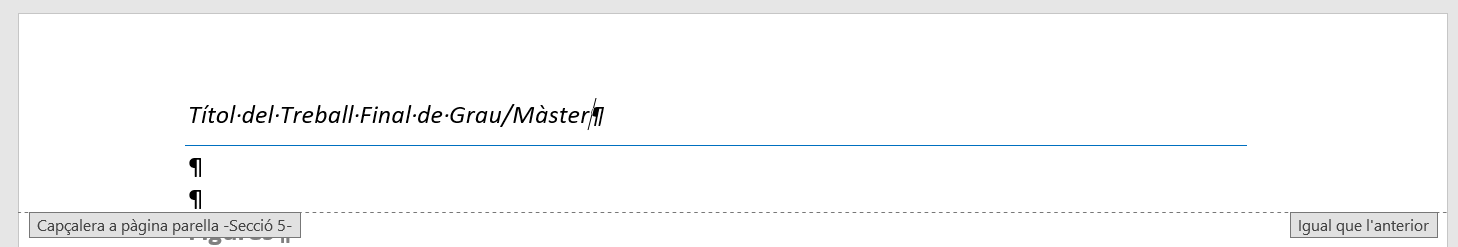 Títol·del·Treball·Final·de·Grau/Màster¶
¶
¶
Capçalera a pàgina parella -Secció 5-
Igual que l'anterior